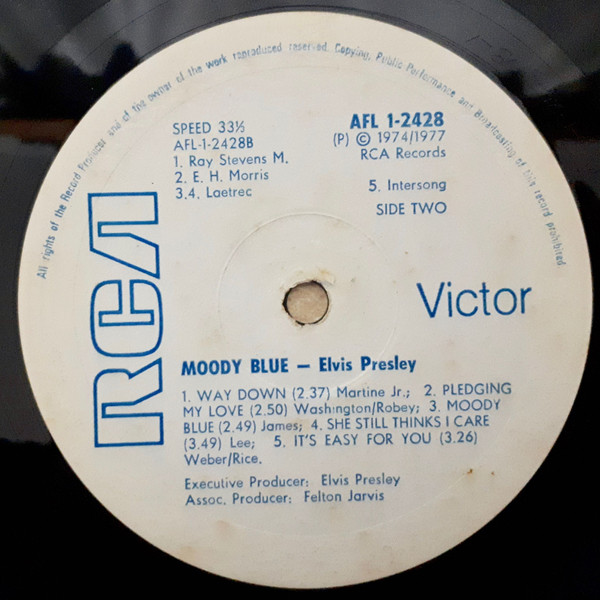 All rights of the Record Producer and of the owner of the work reproduced reserved. Copying, Public Performance and Broadcasting of this record prohibited
SPEED 33⅓
AFL-1-2428B
1. Ray Stevens M.
2. E. H. Morris
3.4. Laetrec
AFL 1-2428
(P) © 1974/1977
RCA Records
5. Intersong
SIDE TWO
RCA
Victor
MOODY BLUE — Elvis Presley
1. WAY DOWN (2.37) Martine Jr.; 2. PLEDGING
MY LOVE (2.50) Washington/Robey; 3. MOODY
BLUE (2.49) James; 4. SHE STILL THINKS I CARE
(3.49) Lee; 5. IT'S EASY FOR YOU (3.26)
Weber/Rice.
Executive Producer: Elvis Presley
Assoc. Producer: Felton Jarvis